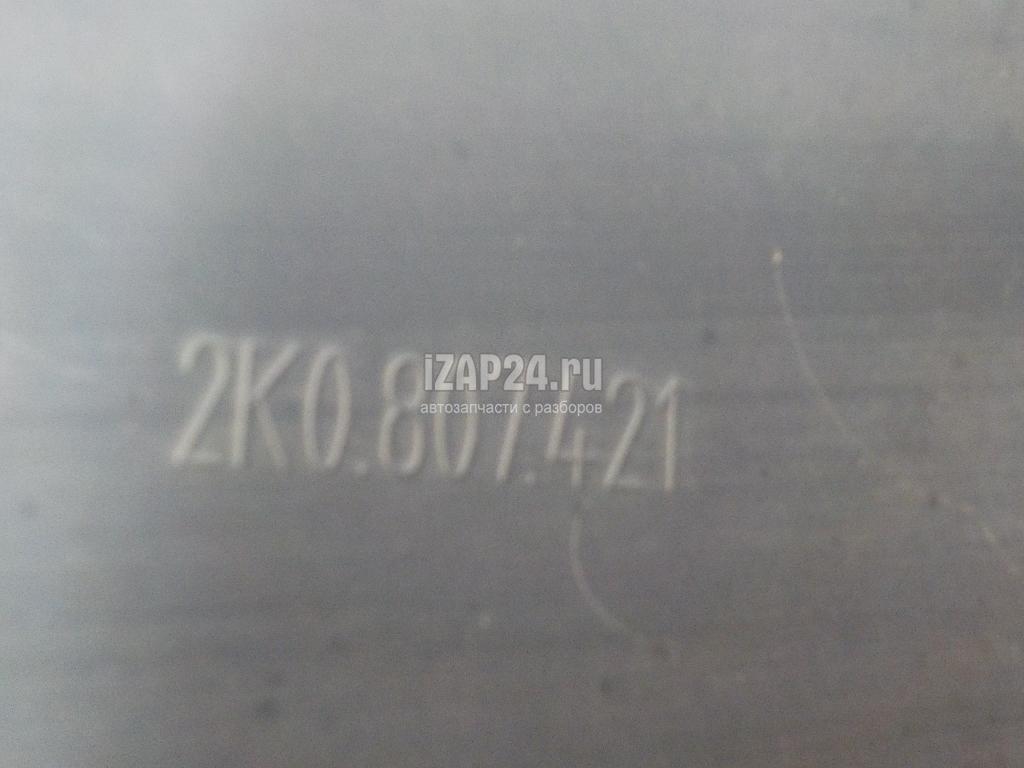 2K0.807.421
iZAP24.ru
автозапчасти с разборов